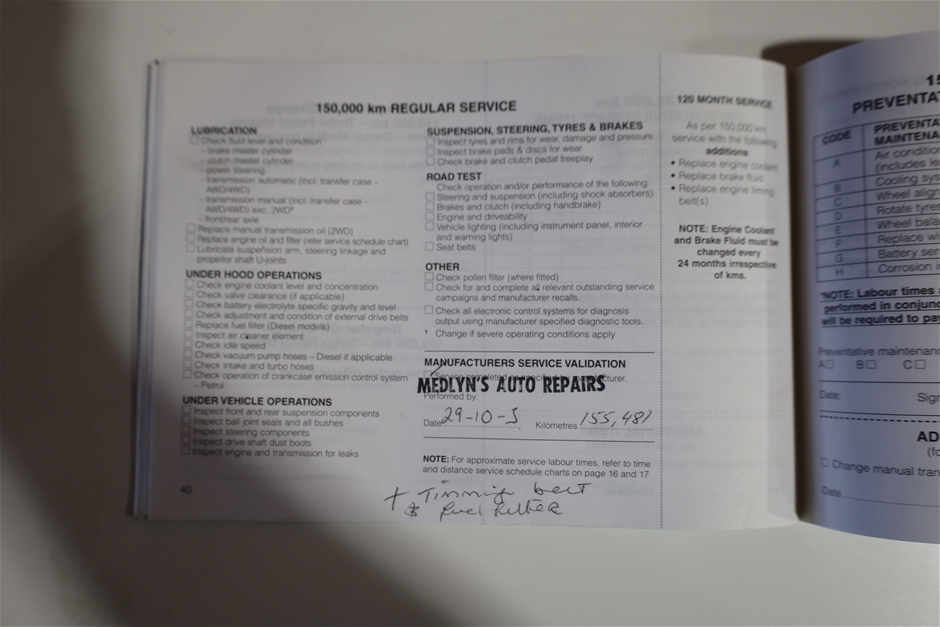 150,000 km REGULAR SERVICE
LUBRICATION
Check fluid level and condition
– brake master cylinder
– clutch master cylinder
– power steering
– transmission automatic (incl. transfer case –
AWD/4WD)
– transmission manual (incl. transfer case –
AWD/4WD) exc. 2WD†
– front/rear axle
Replace manual transmission oil (2WD)
Replace engine oil and filter (refer service schedule chart)
Lubricate suspension arm, steering linkage and
propellor shaft U-joints
UNDER HOOD OPERATIONS
Check engine coolant level and concentration
Check valve clearance (if applicable)
Check battery electrolyte specific gravity and level
Check adjustment and condition of external drive belts
Replace fuel filter (Diesel models)
Inspect air cleaner element
Check idle speed
Check vacuum pump hoses – Diesel if applicable
Check intake and turbo hoses
Check operation of crankcase emission control system
– Petrol
UNDER VEHICLE OPERATIONS
Inspect front and rear suspension components
Inspect ball joint seals and all bushes
Inspect steering components
Inspect drive shaft dust boots
Inspect engine and transmission for leaks
40
SUSPENSION, STEERING, TYRES & BRAKES
Inspect tyres and rims for wear, damage and pressure
Inspect brake pads & discs for wear
Check brake and clutch pedal freeplay
ROAD TEST
Check operation and/or performance of the following:
Steering and suspension (including shock absorbers)
Brakes and clutch (including handbrake)
Engine and driveability
Vehicle lighting (including instrument panel, interior
and warning lights)
Seat belts
OTHER
Check pollen filter (where fitted)
Check for and complete all relevant outstanding service
campaigns and manufacturer recalls.
Check all electronic control systems for diagnosis
output using manufacturer specified diagnostic tools.
† Change if severe operating conditions apply
MANUFACTURERS SERVICE VALIDATION
MEDLYN'S AUTO REPAIRS
Performed by:
Date 29-10-5 Kilometres 155,481
NOTE: For approximate service labour times, refer to time
and distance service schedule charts on page 16 and 17
+ Timming belt
& fuel filter
120 MONTH SERVICE
As per 150,000 km
service with the following
additions:
• Replace engine coolant
• Replace brake fluid
• Replace engine timing
belt(s)
NOTE: Engine Coolant
and Brake Fluid must be
changed every
24 months irrespective
of kms.
PREVENTA
CODE PREVENTA
MAINTENA
A Air conditio
(includes le
B Cooling sys
C Wheel align
D Rotate tyres
E Wheel bala
F Replace wi
G Battery ser
H Corrosion i
*NOTE: Labour times
performed in conjunc
will be required to pay
Preventative maintenanc
A B C
Date Sign
AD
(fo
Change manual tran
Date